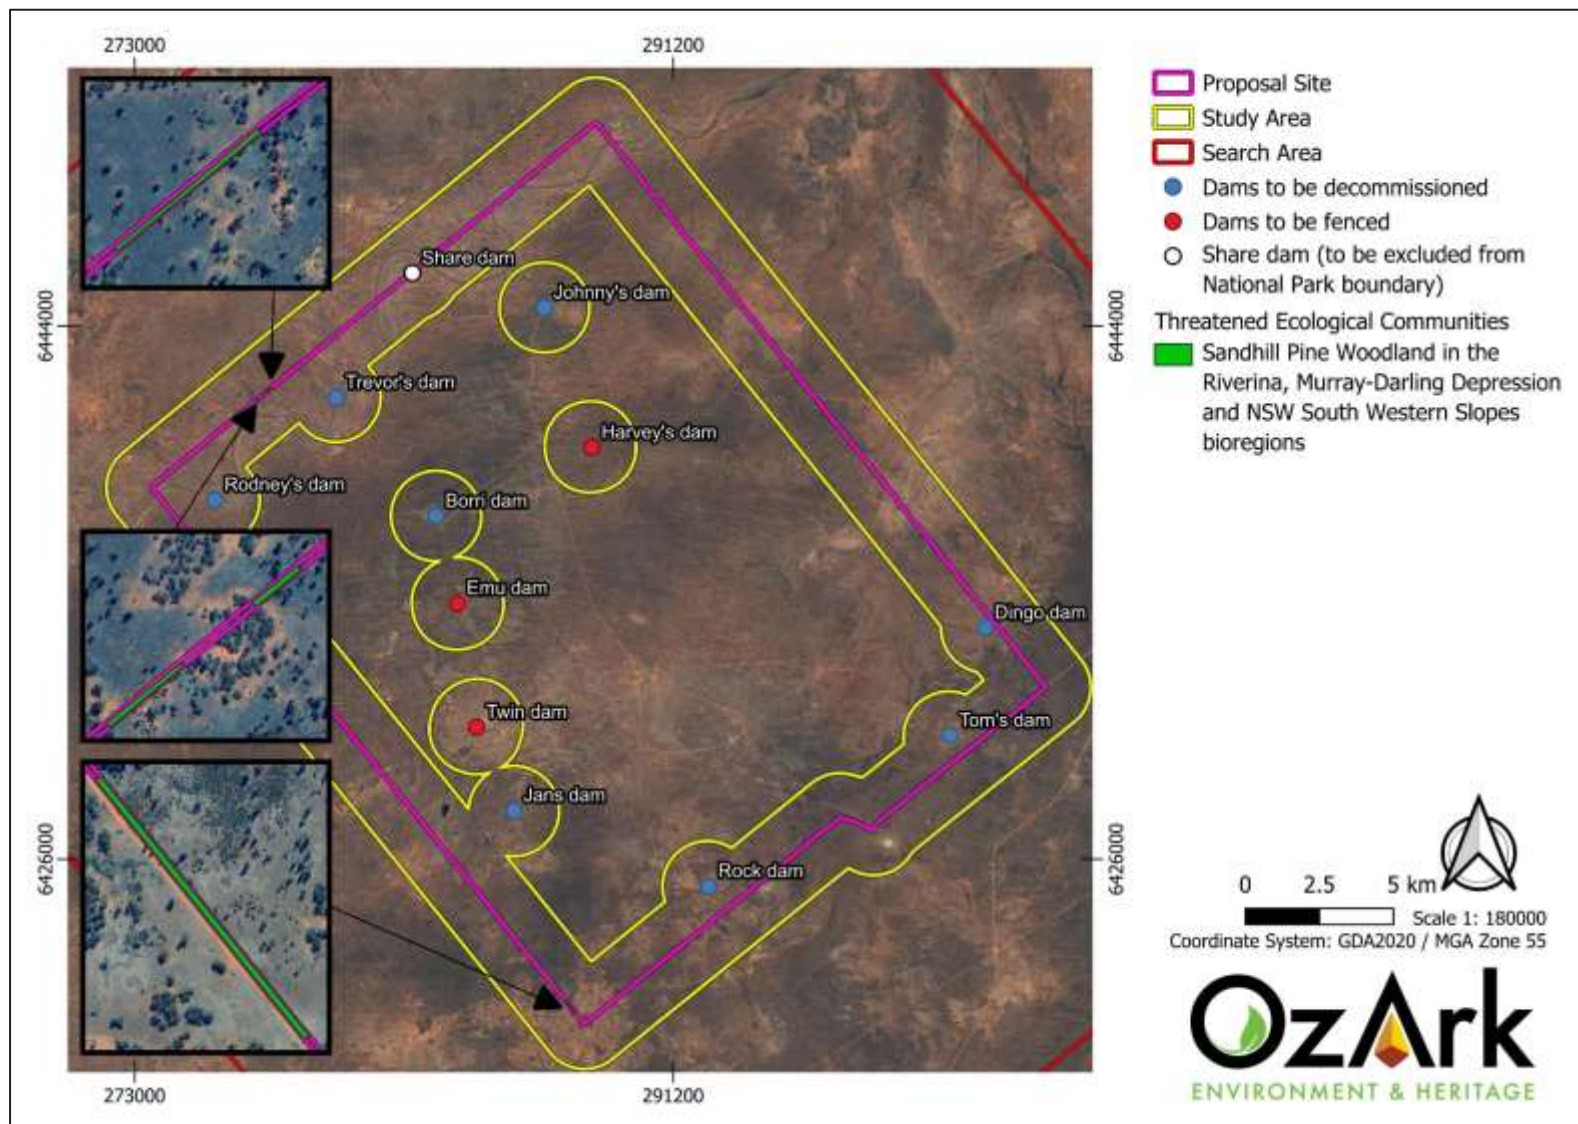 273000
291200
Proposal Site
Study Area
Search Area
Dams to be decommissioned
Dams to be fenced
Share dam (to be excluded from
National Park boundary)
Threatened Ecological Communities
Sandhill Pine Woodland in the
Riverina, Murray-Darling Depression
and NSW South Western Slopes
bioregions
Share dam
Johnny's dam
6444000
6444000
Trevor's dam
Harvey's dam
Rodney's dam
Borri dam
Emu dam
Dingo dam
Twin dam
Tom's dam
Jans dam
6426000
6426000
Rock dam
0 2.5 5 km
Scale 1: 180000
Coordinate System: GDA2020 / MGA Zone 55
OzArk
ENVIRONMENT & HERITAGE
273000
291200